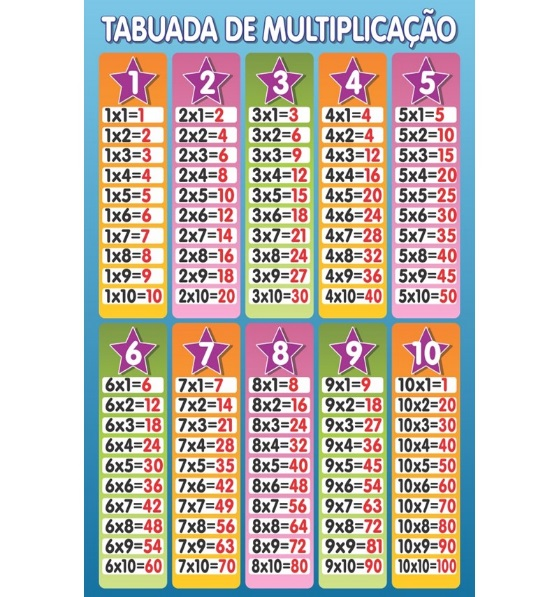 TABUADA DE MULTIPLICAÇÃO
1 2 3 4 5
1x1=1 2x1=2 3x1=3 4x1=4 5x1=5
1x2=2 2x2=4 3x2=6 4x2=4 5x2=10
1x3=3 2x3=6 3x3=9 4x3=12 5x3=15
1x4=4 2x4=8 3x4=12 4x4=16 5x4=20
1x5=5 2x5=10 3x5=15 4x5=20 5x5=25
1x6=6 2x6=12 3x6=18 4x6=24 5x6=30
1x7=7 2x7=14 3x7=21 4x7=28 5x7=35
1x8=8 2x8=16 3x8=24 4x8=32 5x8=40
1x9=9 2x9=18 3x9=27 4x9=36 5x9=45
1x10=10 2x10=20 3x10=30 4x10=40 5x10=50
6 7 8 9 10
6x1=6 7x1=7 8x1=8 9x1=9 10x1=1
6x2=12 7x2=14 8x2=16 9x2=18 10x2=20
6x3=18 7x3=21 8x3=24 9x3=27 10x3=30
6x4=24 7x4=28 8x4=32 9x4=36 10x4=40
6x5=30 7x5=35 8x5=40 9x5=45 10x5=50
6x6=36 7x6=42 8x6=48 9x6=54 10x6=60
6x7=42 7x7=49 8x7=56 9x7=63 10x7=70
6x8=48 7x8=56 8x8=64 9x8=72 10x8=80
6x9=54 7x9=63 8x9=72 9x9=81 10x9=90
6x10=60 7x10=70 8x10=80 9x10=90 10x10=100